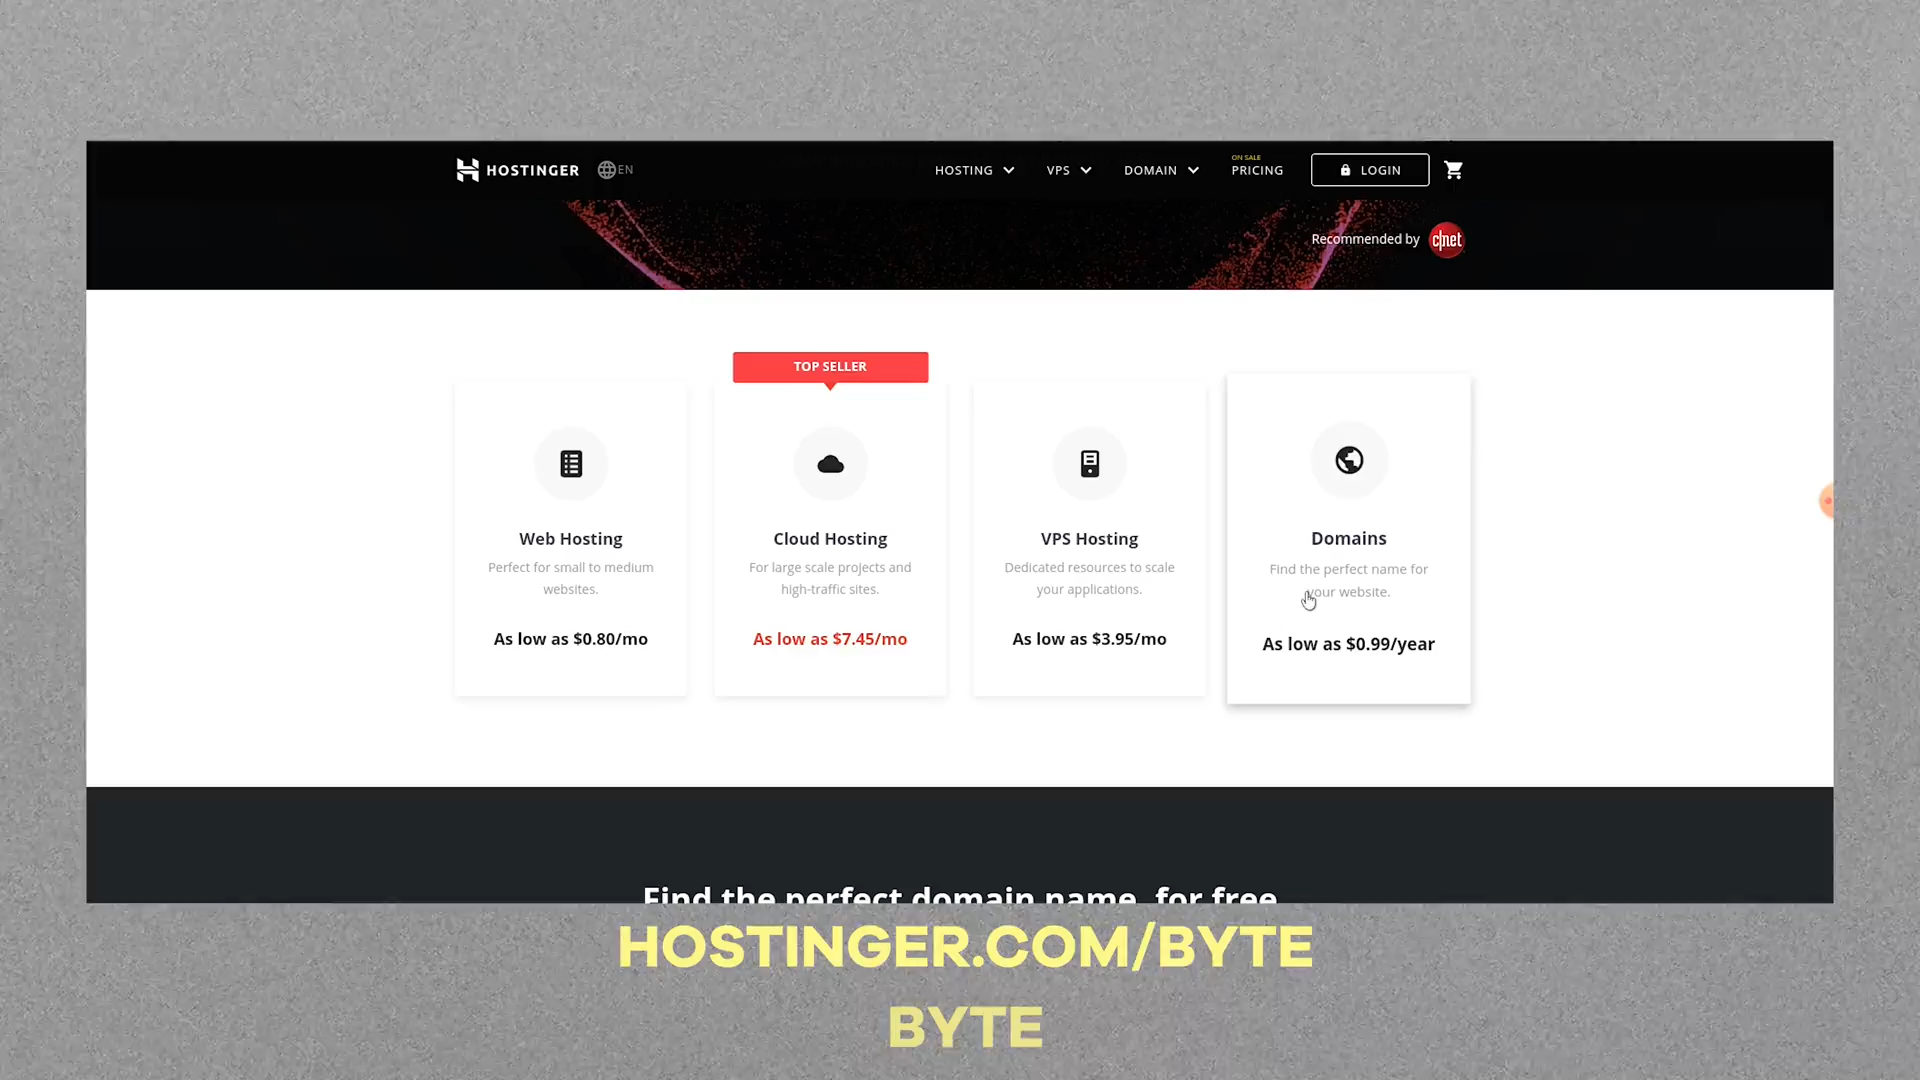 HOSTINGER
EN
HOSTING
VPS
DOMAIN
ON SALE
PRICING
LOGIN
Recommended by
c|net
TOP SELLER
Web Hosting
Perfect for small to medium
websites.
As low as $0.80/mo
Cloud Hosting
For large scale projects and
high-traffic sites.
As low as $7.45/mo
VPS Hosting
Dedicated resources to scale
your applications.
As low as $3.95/mo
Domains
Find the perfect name for
your website.
As low as $0.99/year
Find the perfect domain name, for free
HOSTINGER.COM/BYTE
BYTE